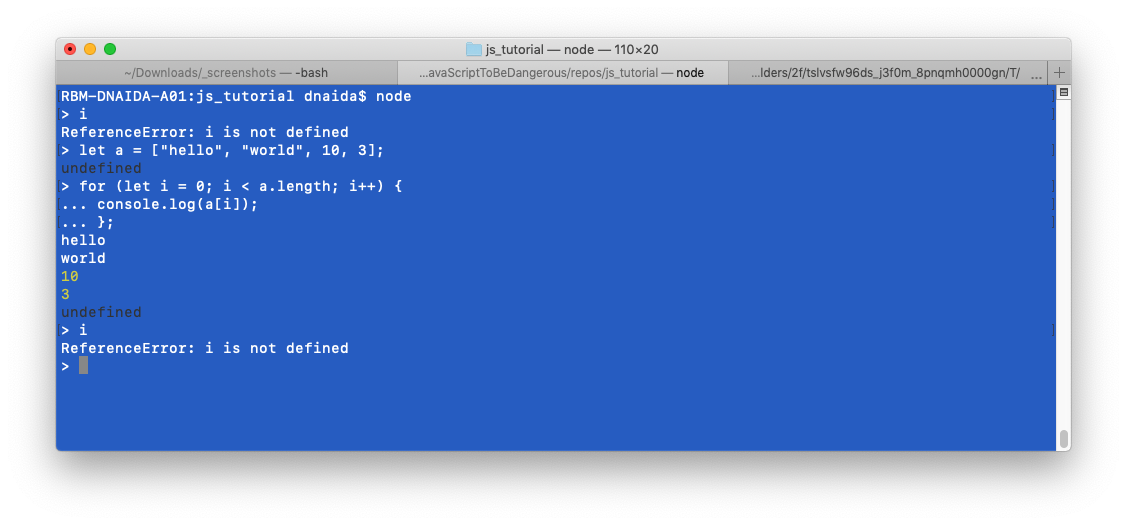 js_tutorial — node — 110×20
~/Downloads/_screenshots — -bash
...avaScriptToBeDangerous/repos/js_tutorial — node
...lders/2f/tslvsfw96ds_j3f0m_8pnqmh0000gn/T/ ...
RBM-DNAIDA-A01:js_tutorial dnaida$ node
> i
ReferenceError: i is not defined
> let a = ["hello", "world", 10, 3];
undefined
> for (let i = 0; i < a.length; i++) {
... console.log(a[i]);
... };
hello
world
10
3
undefined
> i
ReferenceError: i is not defined
>